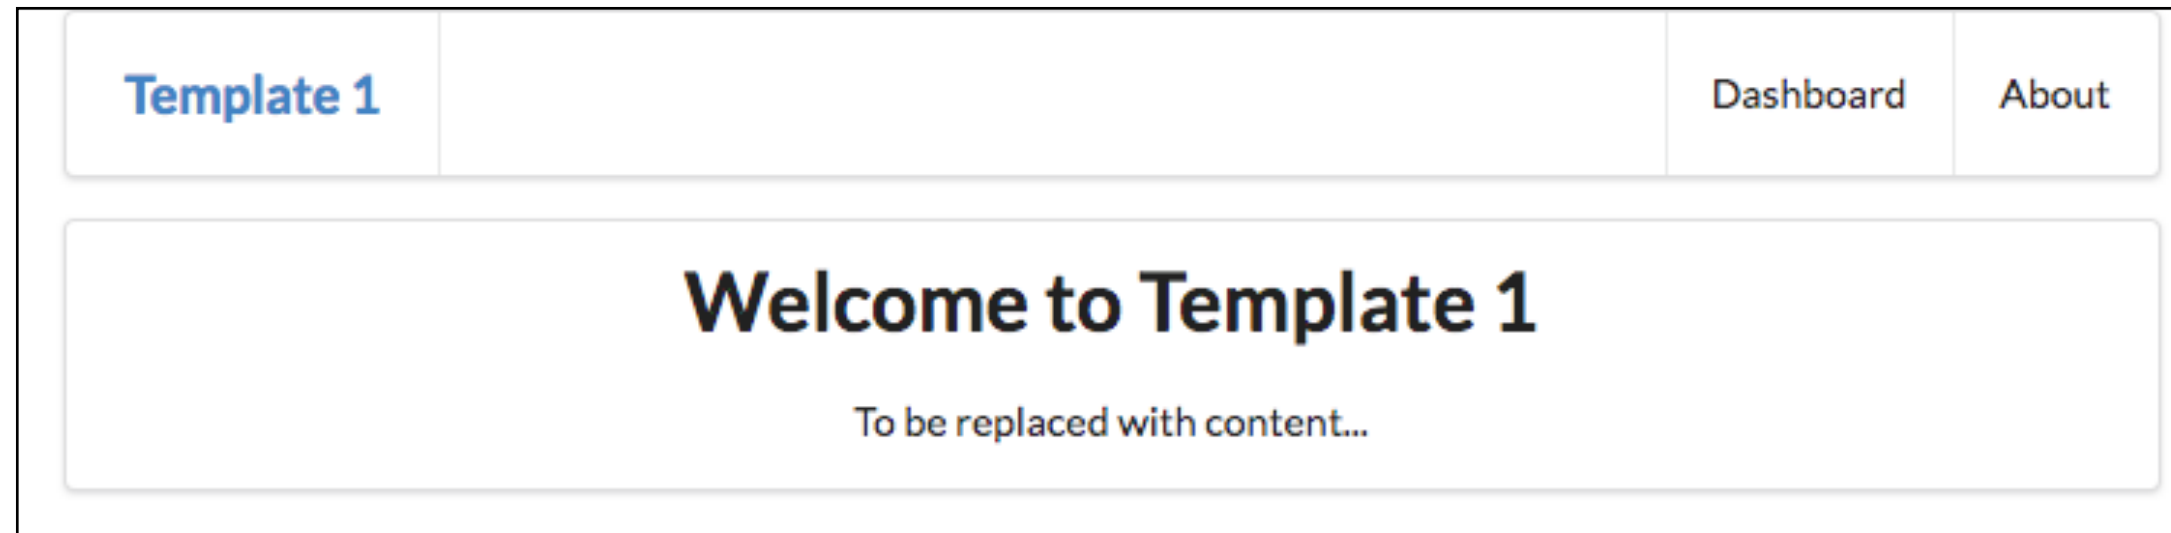 Template 1
Dashboard
About
Welcome to Template 1
To be replaced with content...